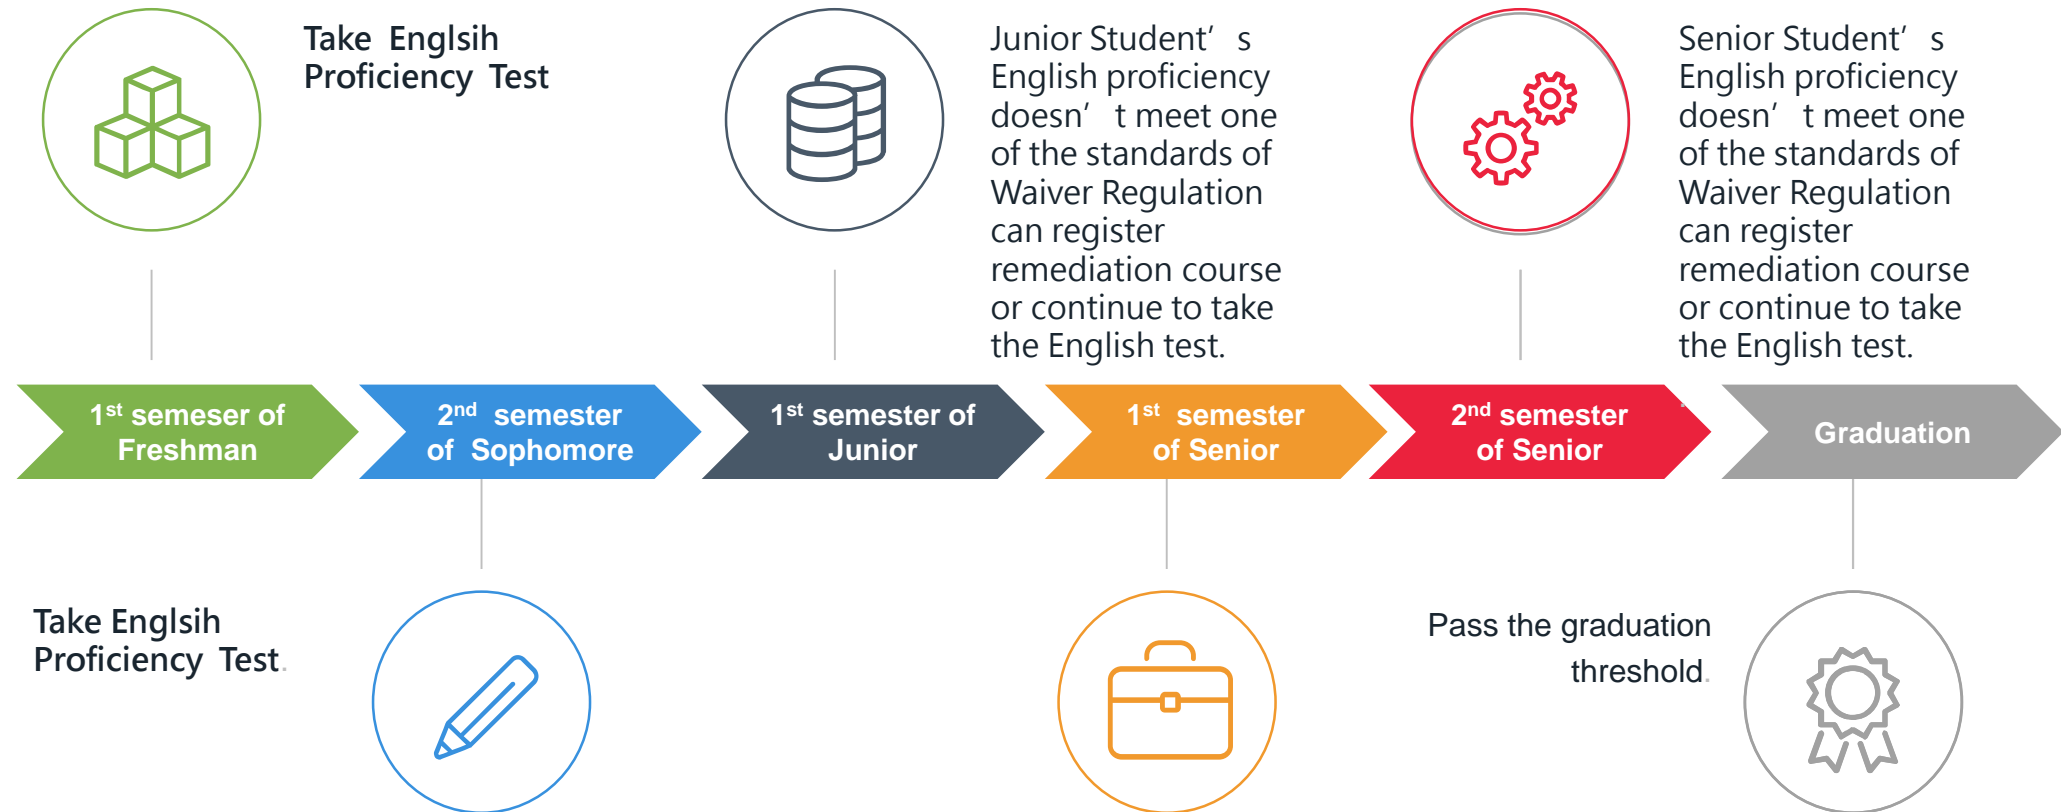 Take Englsih
Proficiency Test
Junior Student’s
English proficiency
doesn’t meet one
of the standards of
Waiver Regulation
can register
remediation course
or continue to take
the English test.
Senior Student’s
English proficiency
doesn’t meet one
of the standards of
Waiver Regulation
can register
remediation course
or continue to take
the English test.
1st semeser of
Freshman
2nd semester
of Sophomore
1st semester of
Junior
1st semester
of Senior
2nd semester
of Senior
Graduation
Take Englsih
Proficiency Test.
Pass the graduation
threshold.